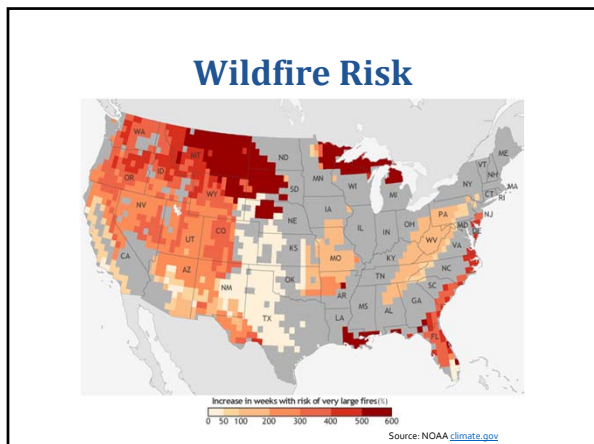 Wildfire Risk
WA
MT
ND
OR
ID
MN
SD
WI
WY
MI
VT
ME
NH
NY
MA
CT
RI
NV
NE
IA
PA
NJ
UT
CO
IL
IN
OH
MD
DE
CA
KS
MO
WV
VA
KY
AZ
NM
OK
TN
NC
AR
SC
TX
LA
MS
AL
GA
FL
Increase in weeks with risk of very large fires(%)
0 50 100 200 300 400 500 600
Source: NOAA climate.gov